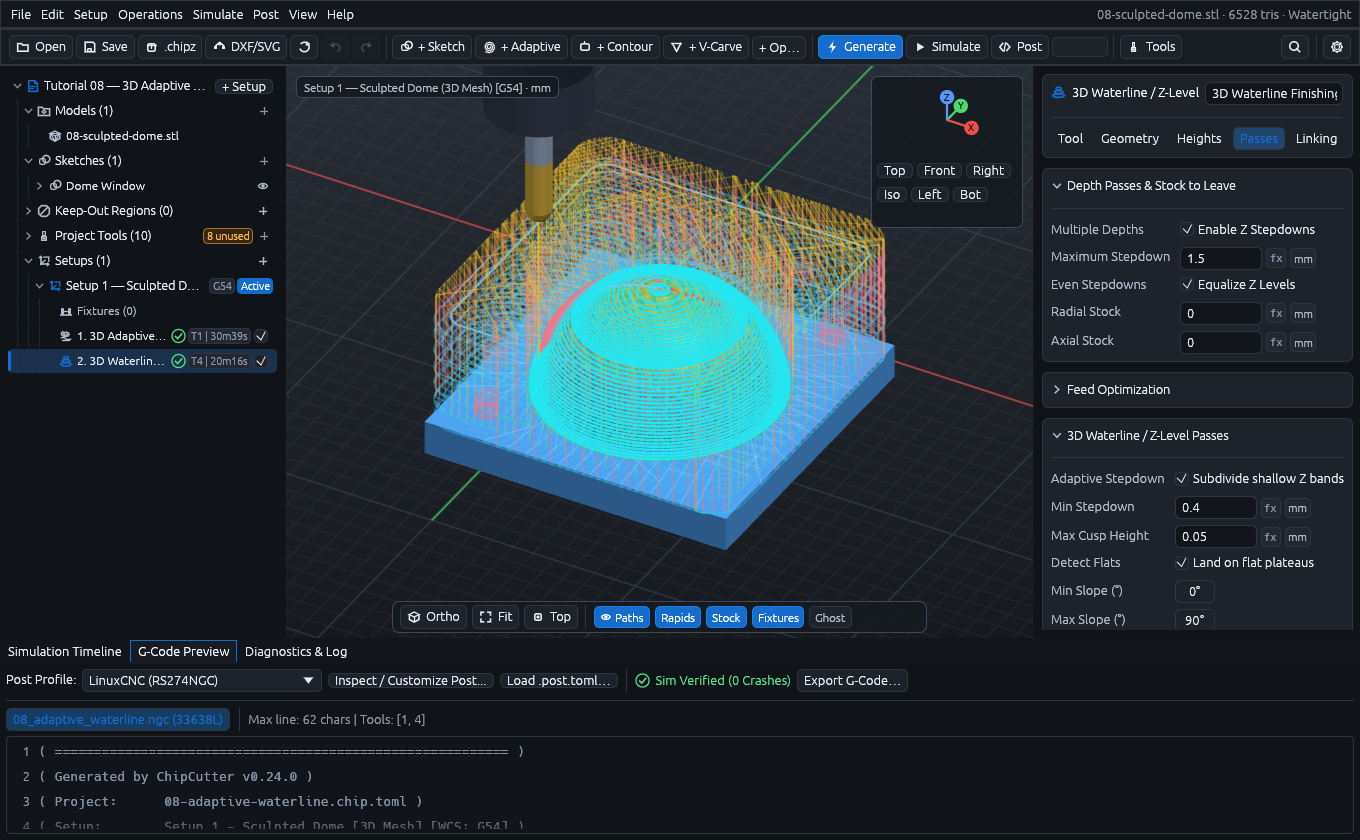 File Edit Setup Operations Simulate Post View Help
08-sculpted-dome.stl · 6528 tris · Watertight
Open Save .chipz DXF/SVG + Sketch + Adaptive + Contour + V-Carve + Op... Generate Simulate Post Tools
Tutorial 08 — 3D Adaptive ... + Setup
Models (1) +
08-sculpted-dome.stl
Sketches (1) +
Dome Window
Keep-Out Regions (0) +
Project Tools (10) 8 unused +
Setups (1) +
Setup 1 — Sculpted D... G54 Active
Fixtures (0)
1. 3D Adaptive... T1 | 30m39s
2. 3D Waterlin... T4 | 20m16s
Setup 1 — Sculpted Dome (3D Mesh) [G54] · mm
Z
Y
X
Top Front Right
Iso Left Bot
Ortho Fit Top Paths Rapids Stock Fixtures Ghost
3D Waterline / Z-Level 3D Waterline Finishing
Tool Geometry Heights Passes Linking
Depth Passes & Stock to Leave
Multiple Depths Enable Z Stepdowns
Maximum Stepdown 1.5 fx mm
Even Stepdowns Equalize Z Levels
Radial Stock 0 fx mm
Axial Stock 0 fx mm
Feed Optimization
3D Waterline / Z-Level Passes
Adaptive Stepdown Subdivide shallow Z bands
Min Stepdown 0.4 fx mm
Max Cusp Height 0.05 fx mm
Detect Flats Land on flat plateaus
Min Slope (°) 0°
Max Slope (°) 90°
Simulation Timeline G-Code Preview Diagnostics & Log
Post Profile: LinuxCNC (RS274NGC) Inspect / Customize Post... Load .post.toml... Sim Verified (0 Crashes) Export G-Code...
08_adaptive_waterline.ngc (33638L) Max line: 62 chars | Tools: [1, 4]
1 ( ========================================================== )
2 ( Generated by ChipCutter v0.24.0 )
3 ( Project: 08-adaptive-waterline.chip.toml )
4 ( Setup: Setup 1 - Sculpted Dome [3D Mesh] [WCS: G54] )